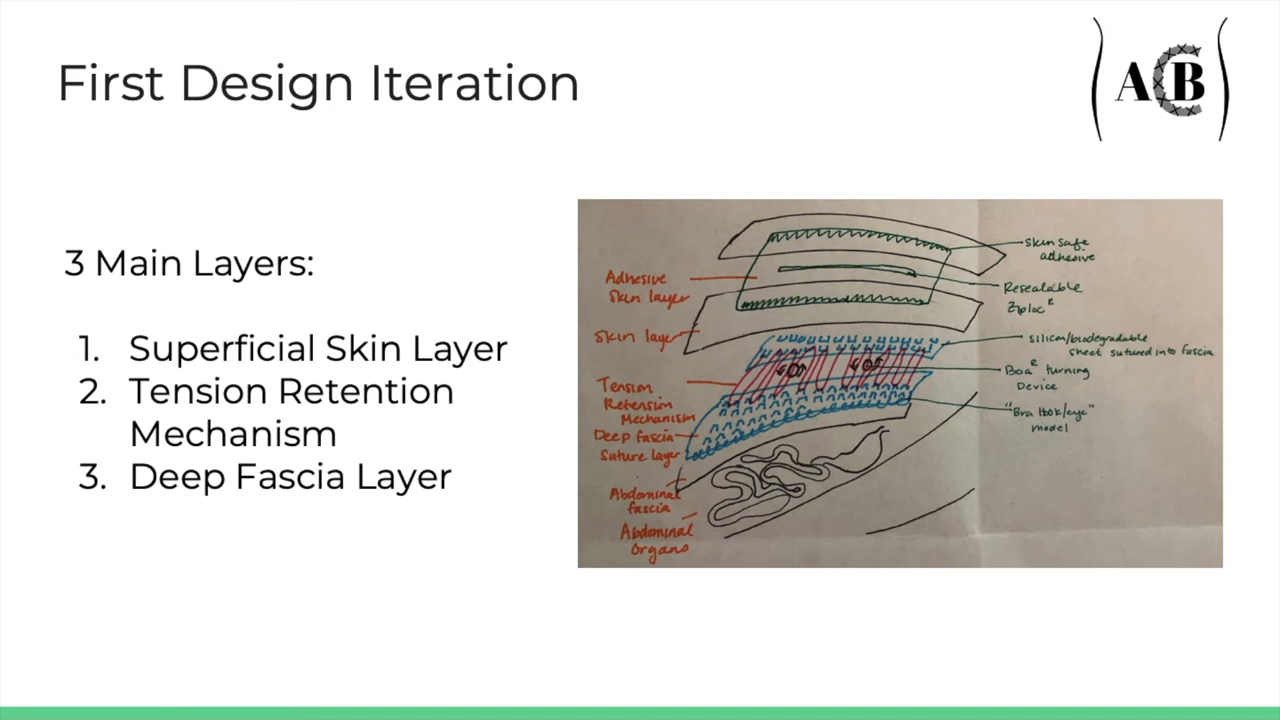 First Design Iteration
ACB
3 Main Layers:
1. Superficial Skin Layer
2. Tension Retention
Mechanism
3. Deep Fascia Layer
Adhesive
Skin layer
Skin layer
Tension
Retension
Mechanism
Deep fascia
Suture layer
Abdominal
fascia
Abdominal
Organs
Skin safe
adhesive
Resealable
Ziploc R
silicon/biodegradable
sheet sutured into fascia
Boa R turning
Device
"Bra Hook/eye"
model